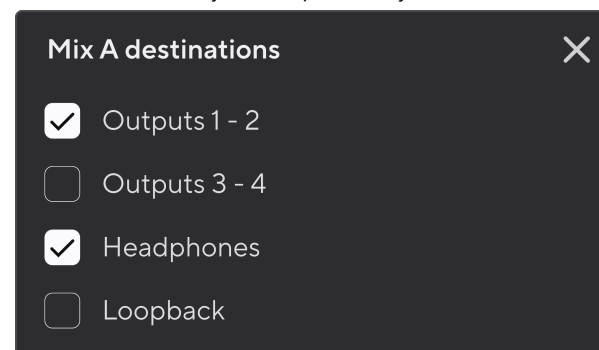 Mix A destinations
Outputs 1 - 2
Outputs 3 - 4
Headphones
Loopback